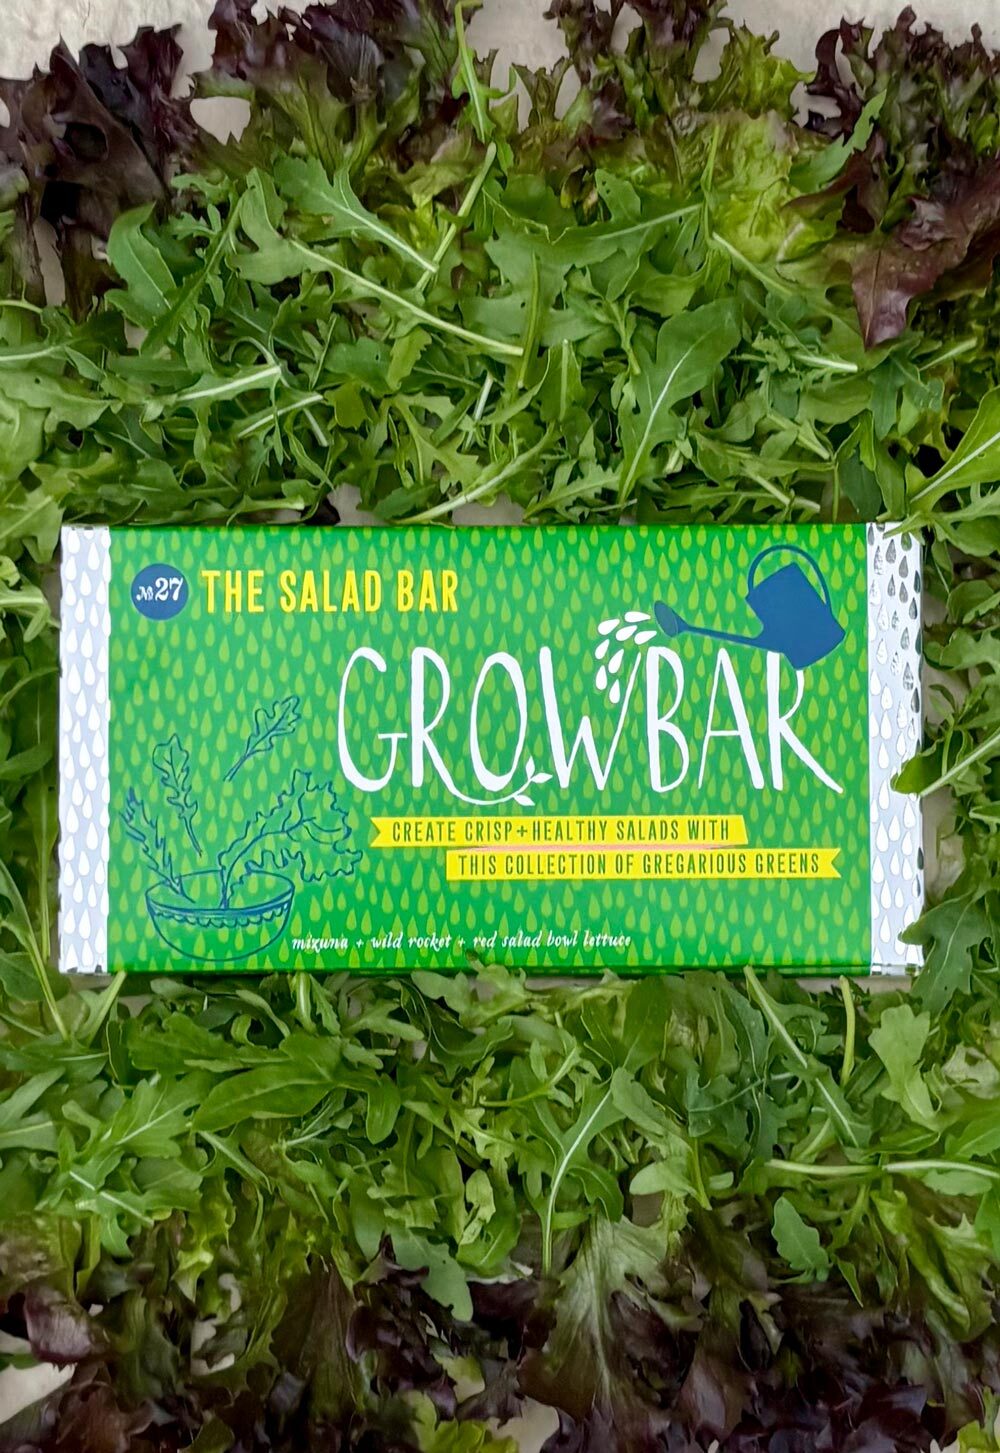 №27 THE SALAD BAR
GROWBAR
CREATE CRISP + HEALTHY SALADS WITH
THIS COLLECTION OF GREGARIOUS GREENS
mizuna + wild rocket + red salad bowl lettuce